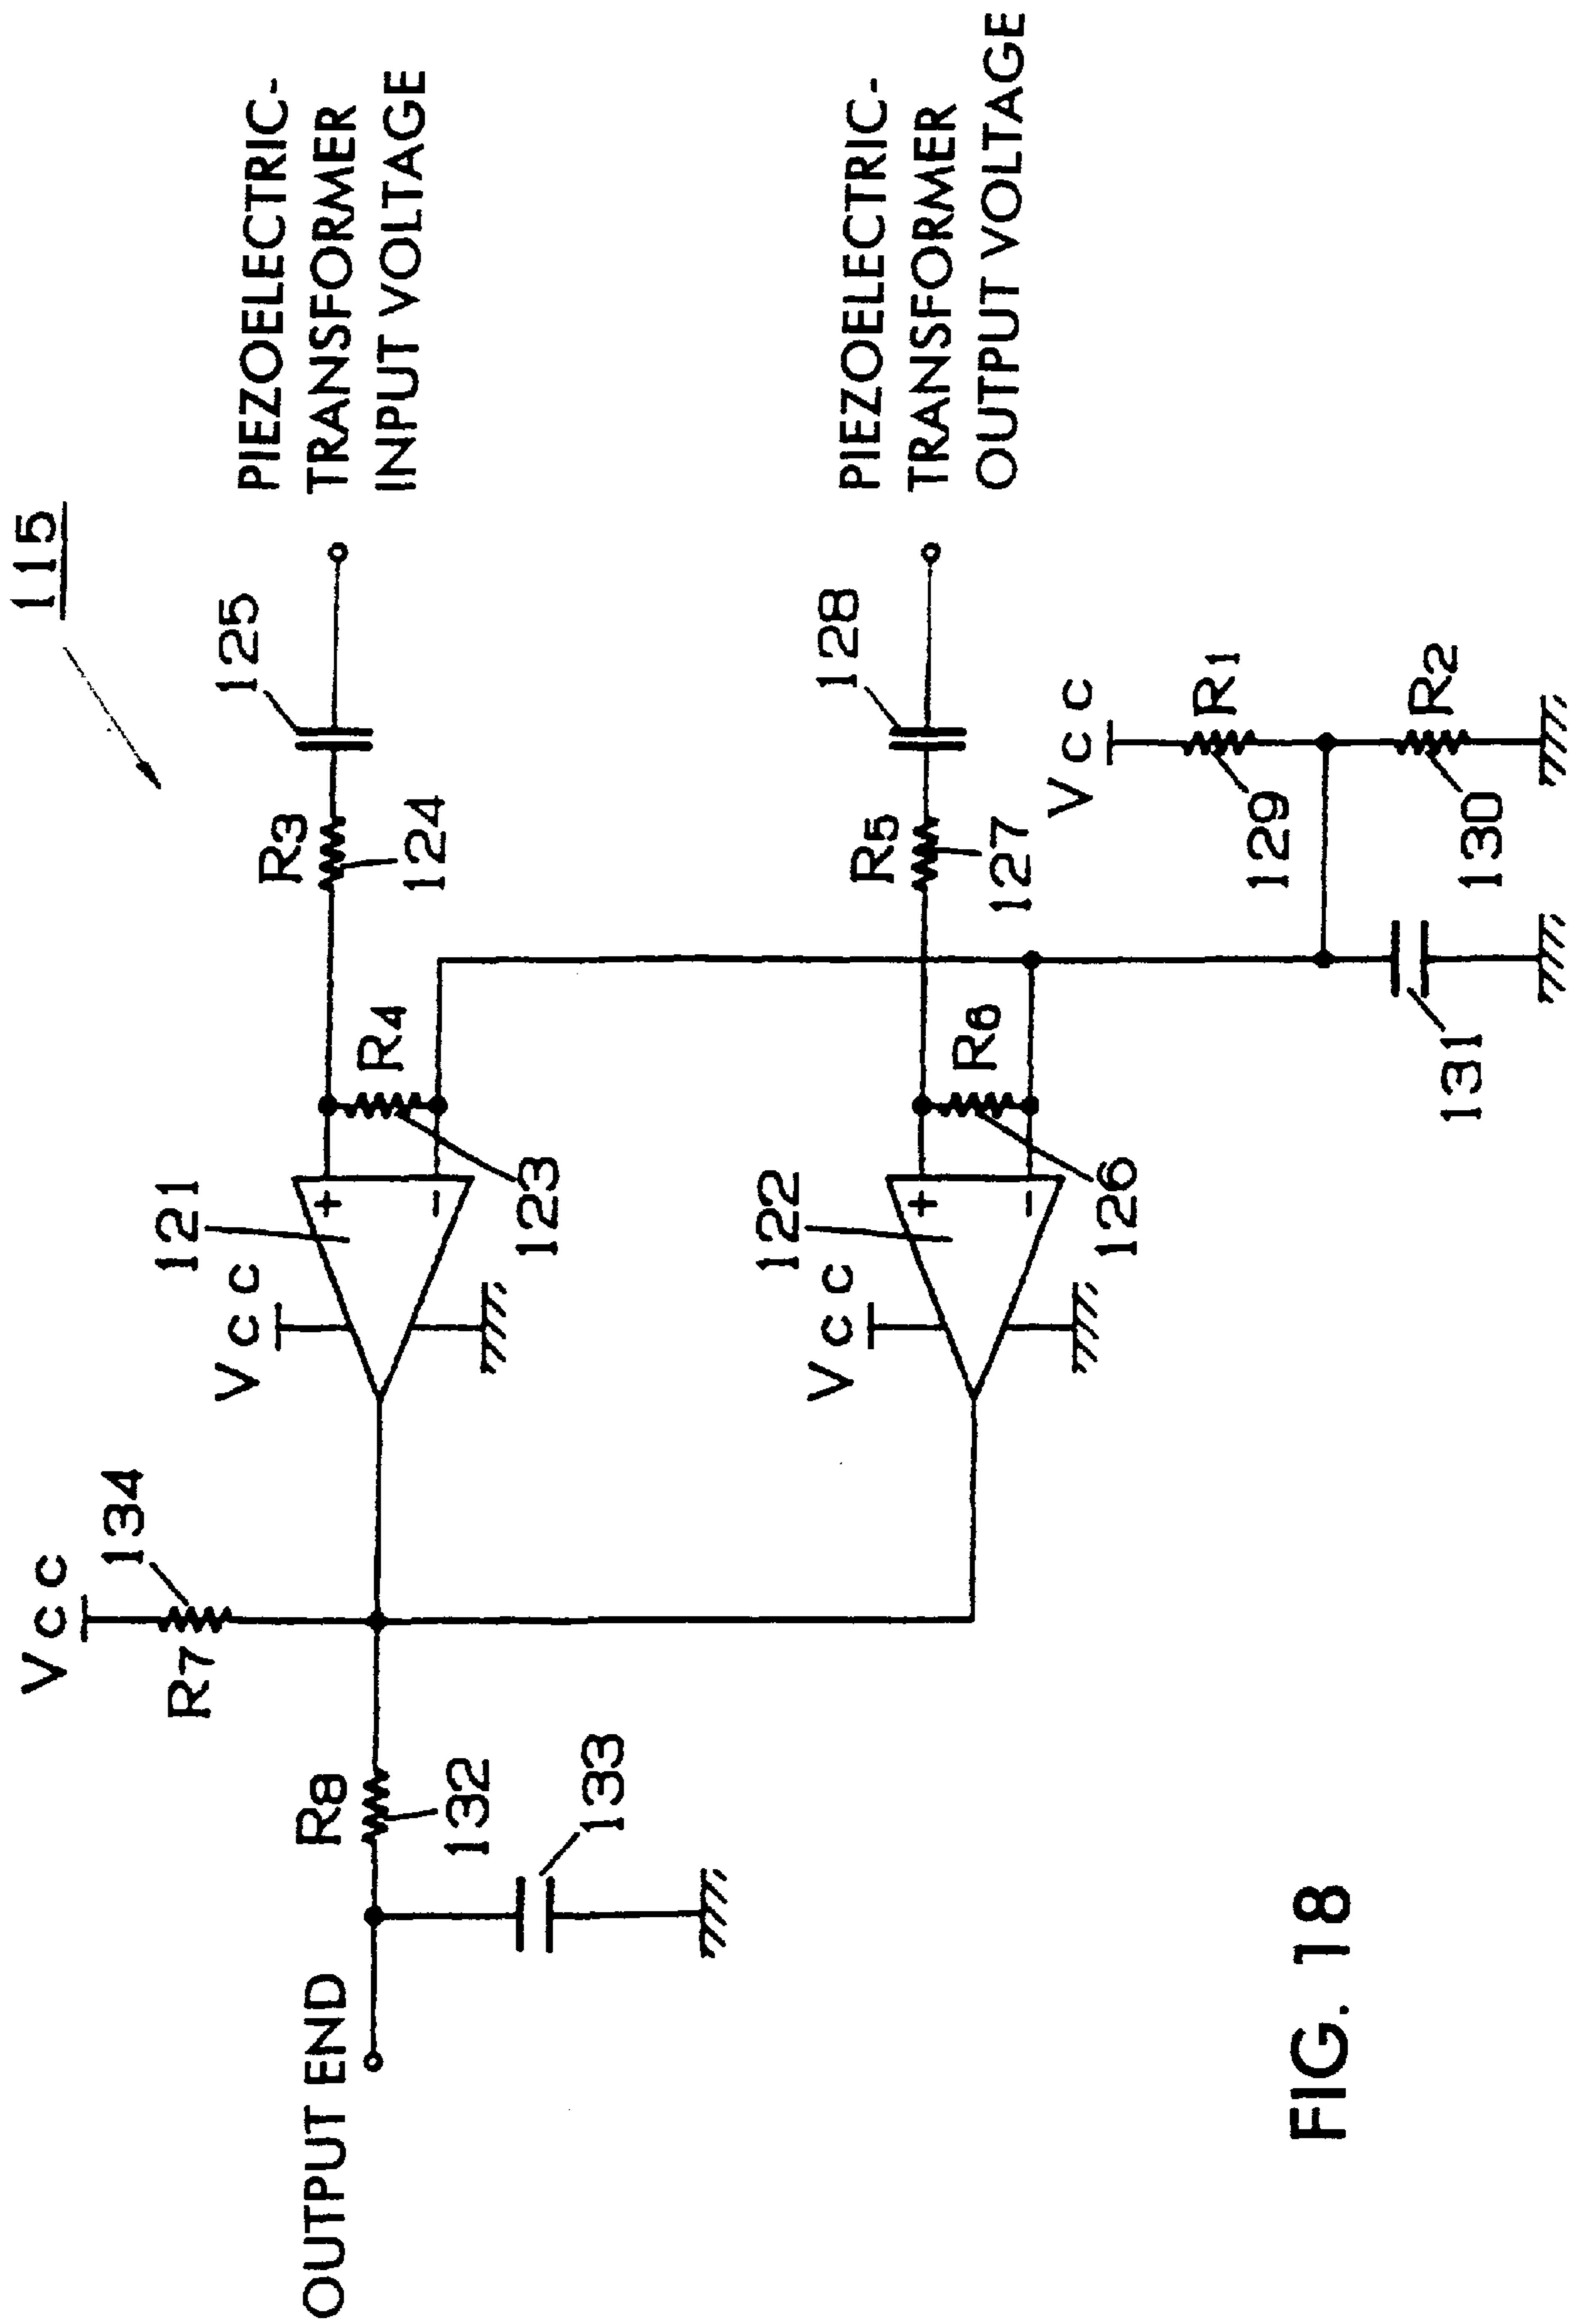 115
PIEZOELECTRIC-
TRANSFORMER
INPUT VOLTAGE
125
R3
124
R4
123
+
-
121
Vcc
Vcc
134
R7
R8
132
133
OUTPUT END
PIEZOELECTRIC-
TRANSFORMER
OUTPUT VOLTAGE
128
R5
127
R6
126
+
-
122
Vcc
Vcc
R1
129
R2
130
131
FIG. 18